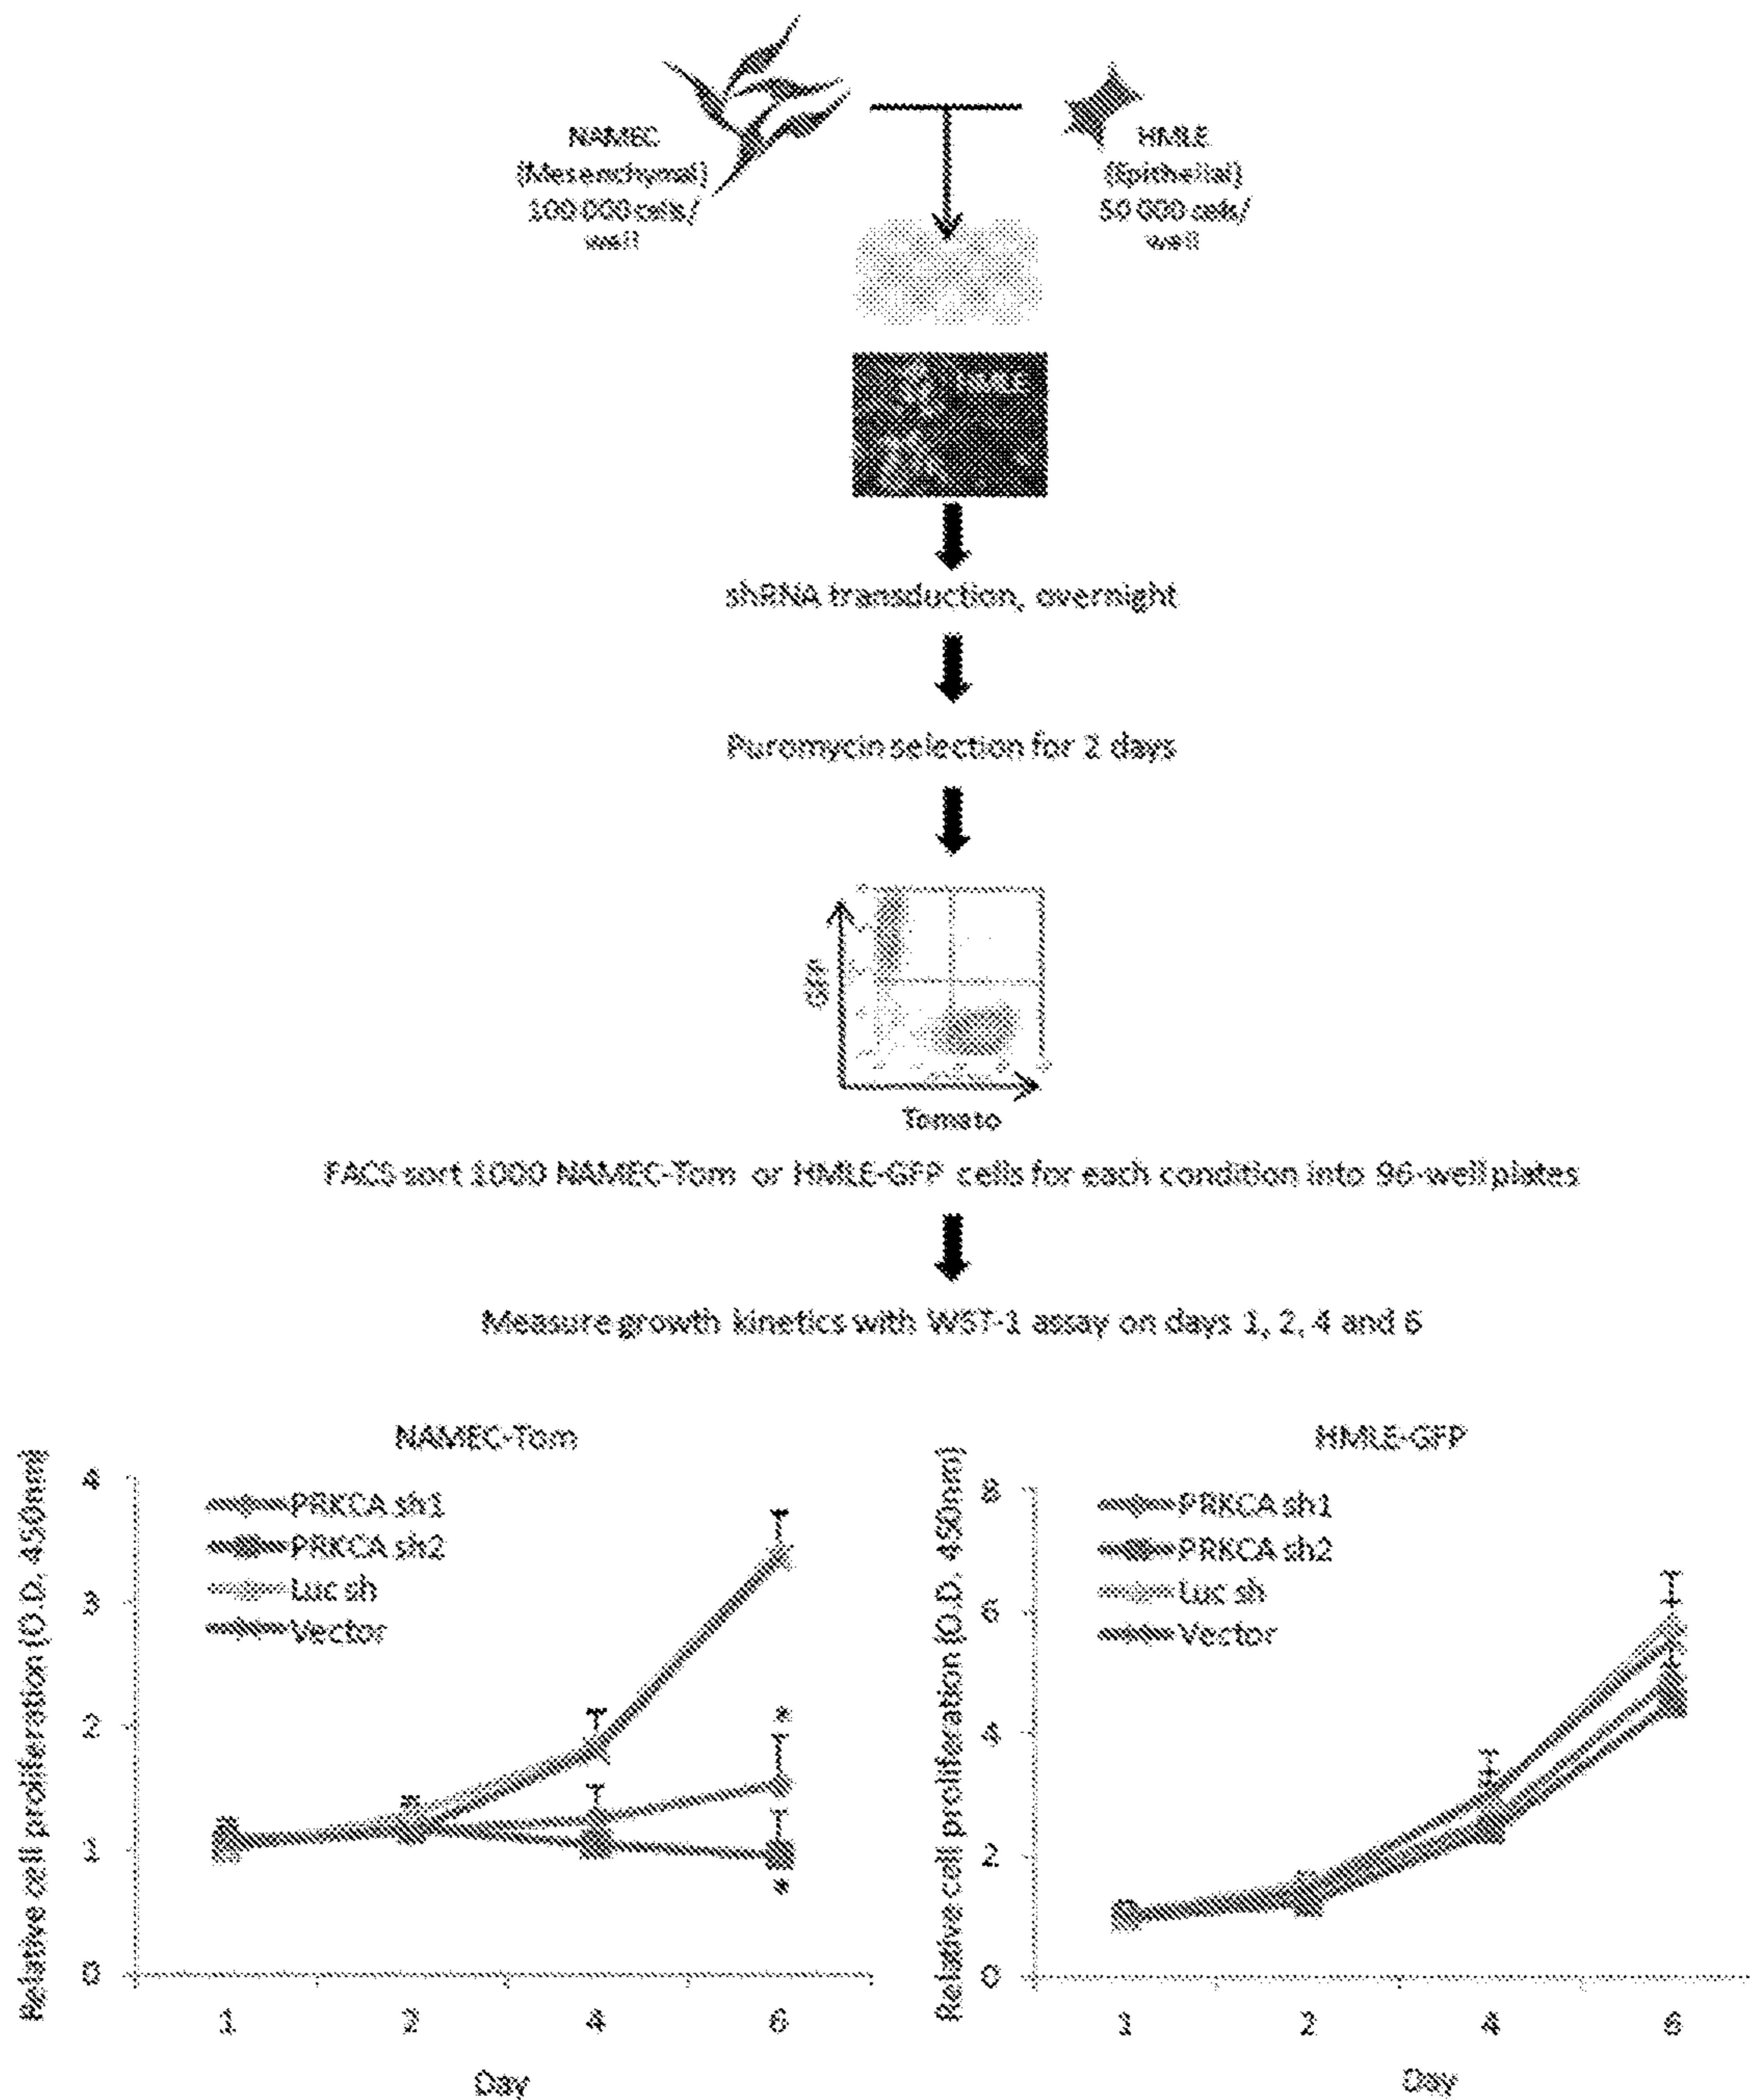 NAMEC
(Mesenchymal)
100 000 cells/
well
HMLE
(Epithelial)
50 000 cells/
well
HMLE
shRNA transduction, overnight
Puromycin selection for 2 days
GFP
Tomato
FACS sort 1000 NAMEC-Tom or HMLE-GFP cells for each condition into 96-well plates
Measure growth kinetics with WST-1 assay on days 1, 2, 4 and 6
NAMEC-Tom
Relative cell proliferation (O.D. 450nm)
4
3
2
1
0
PRKCA sh1
PRKCA sh2
Luc sh
Vector
*
*
1 2 4 6
Day
HMLE-GFP
Relative cell proliferation (O.D. 450nm)
8
6
4
2
0
PRKCA sh1
PRKCA sh2
Luc sh
Vector
1 2 4 6
Day